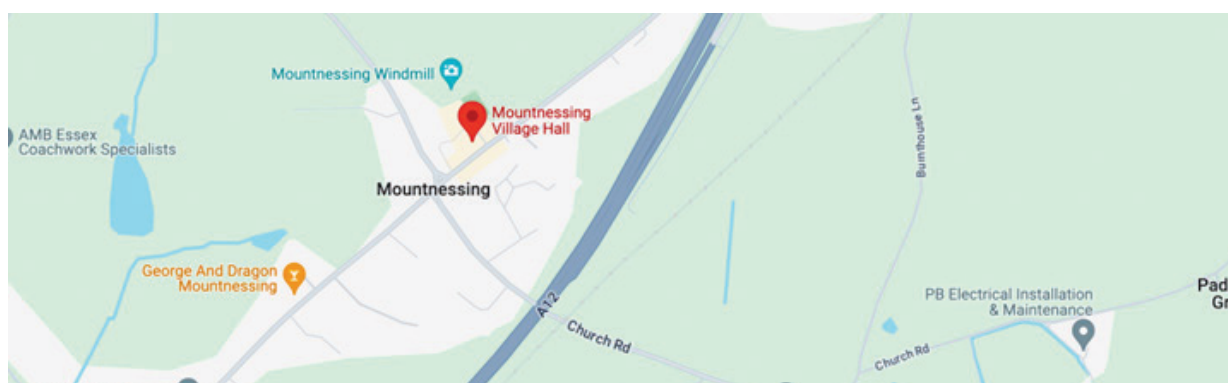 Mountnessing Windmill
Mountnessing
Village Hall
AMB Essex
Coachwork Specialists
Mountnessing
Burnthouse Ln
George And Dragon
Mountnessing
A12
Church Rd
PB Electrical Installation
& Maintenance
Pad
Gr
Church Rd